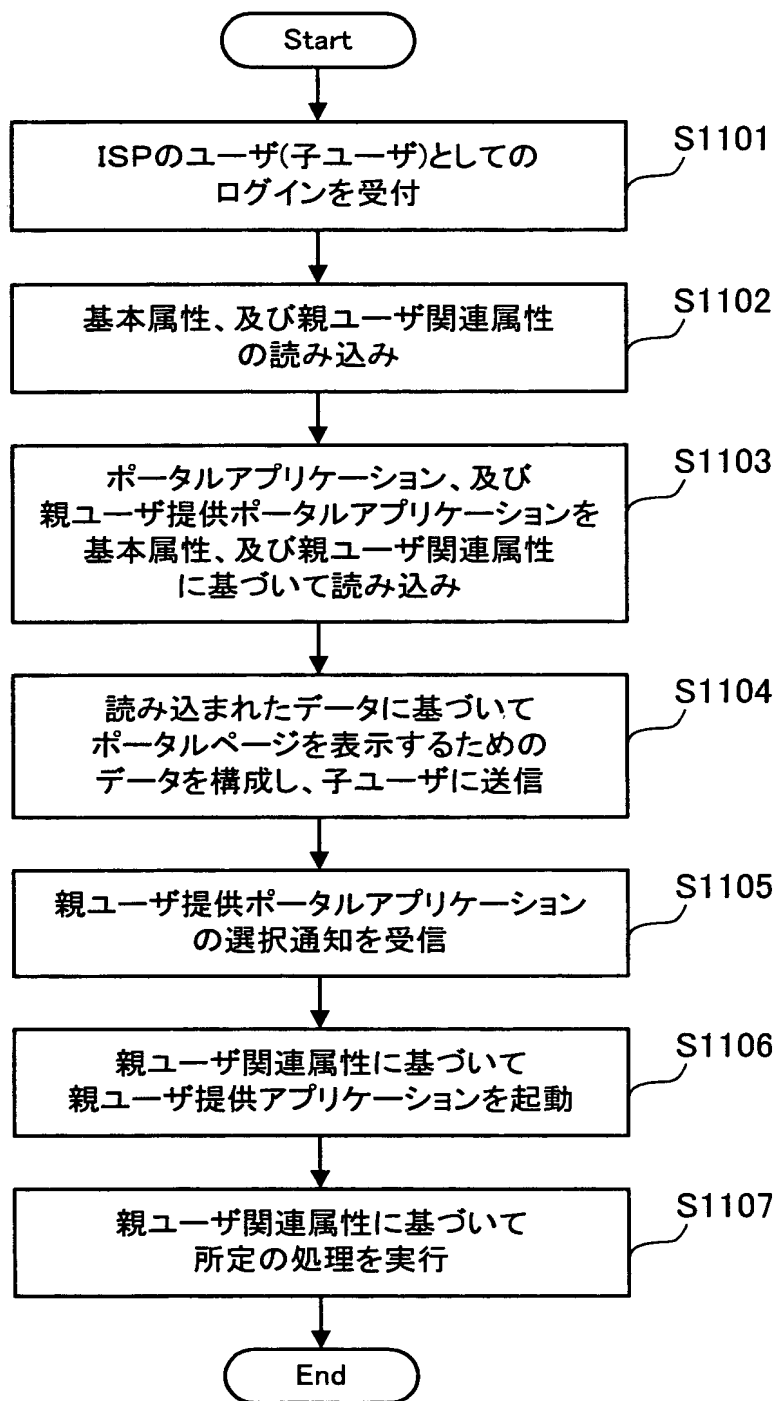 Start
ISPのユーザ(子ユーザ)としての
ログインを受付
S1101
基本属性、及び親ユーザ関連属性
の読み込み
S1102
ポータルアプリケーション、及び
親ユーザ提供ポータルアプリケーションを
基本属性、及び親ユーザ関連属性
に基づいて読み込み
S1103
読み込まれたデータに基づいて
ポータルページを表示するための
データを構成し、子ユーザに送信
S1104
親ユーザ提供ポータルアプリケーション
の選択通知を受信
S1105
親ユーザ関連属性に基づいて
親ユーザ提供アプリケーションを起動
S1106
親ユーザ関連属性に基づいて
所定の処理を実行
S1107
End